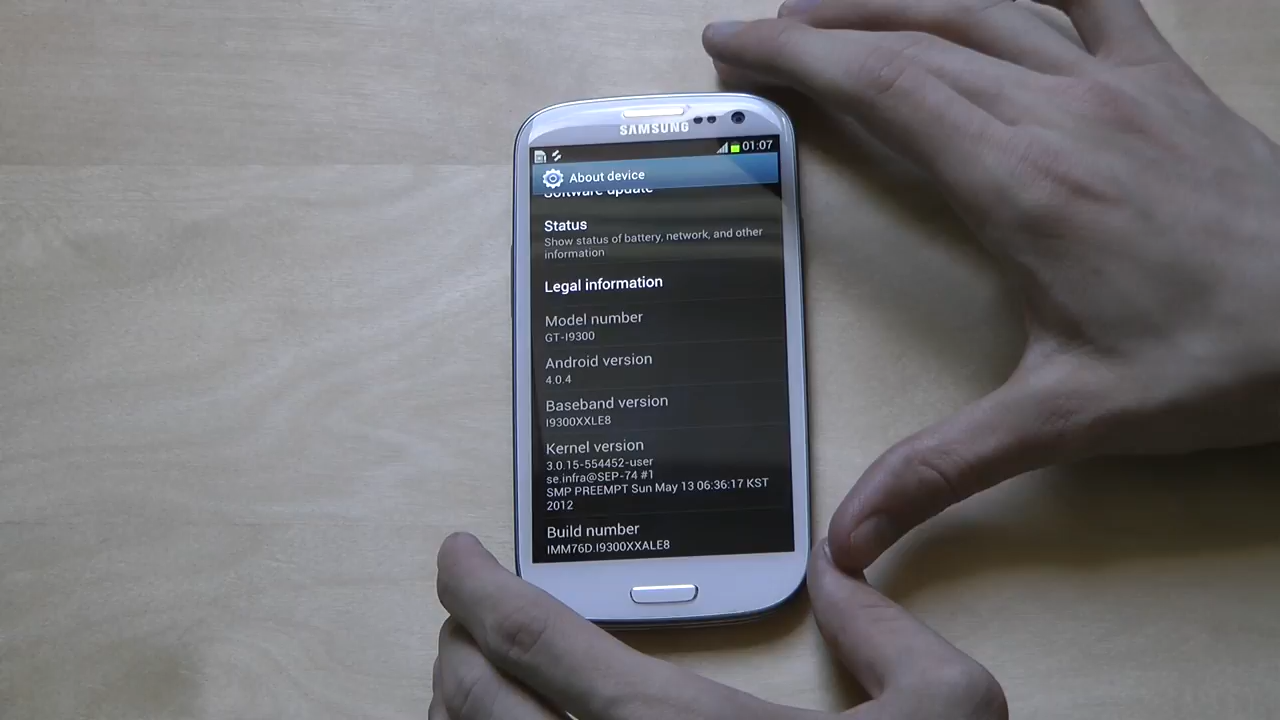 SAMSUNG
01:07
About device
Software update
Status
Show status of battery, network, and other
information
Legal information
Model number
GT-I9300
Android version
4.0.4
Baseband version
I9300XXLE8
Kernel version
3.0.15-554452-user
se.infra@SEP-74 #1
SMP PREEMPT Sun May 13 06:36:17 KST
2012
Build number
IMM76D.I9300XXALE8